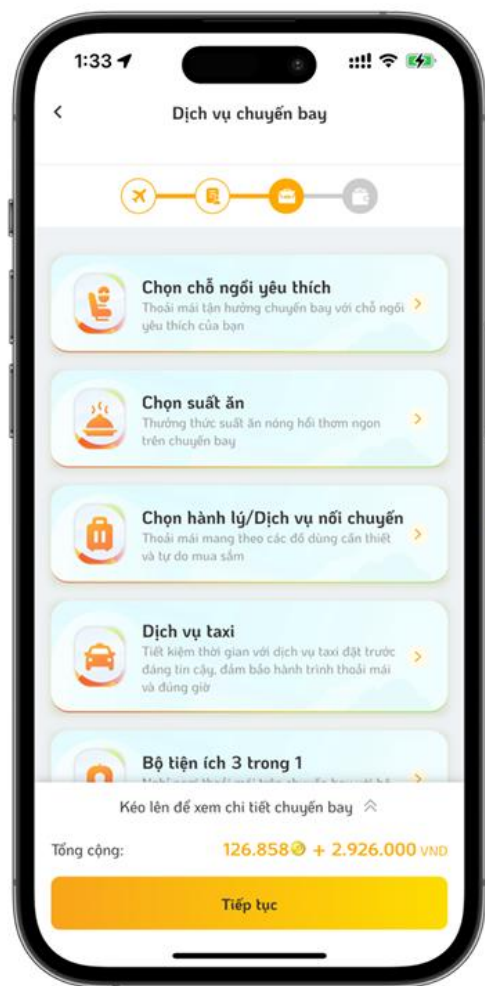 1:33
Dịch vụ chuyến bay
Chọn chỗ ngồi yêu thích
Thoải mái tận hưởng chuyến bay với chỗ ngồi
yêu thích của bạn
Chọn suất ăn
Thưởng thức suất ăn nóng hổi thơm ngon
trên chuyến bay
Chọn hành lý/Dịch vụ nối chuyến
Thoải mái mang theo các đồ dùng cần thiết
và tự do mua sắm
Dịch vụ taxi
Tiết kiệm thời gian với dịch vụ taxi đặt trước
đáng tin cậy, đảm bảo hành trình thoải mái
và đúng giờ
Bộ tiện ích 3 trong 1
Kéo lên để xem chi tiết chuyến bay
Tổng cộng: 126.858 + 2.926.000 VND
Tiếp tục